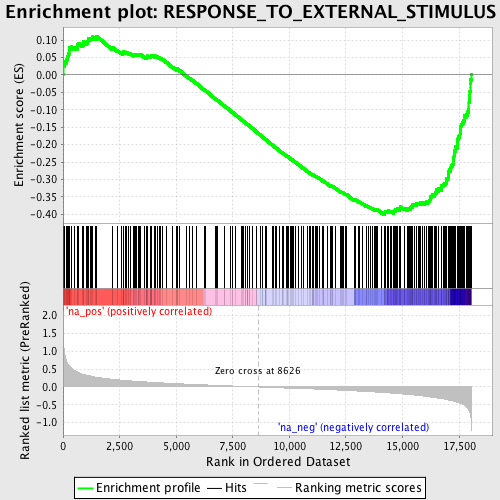 Enrichment plot: RESPONSE_TO_EXTERNAL_STIMULUS
Enrichment score (ES)
0.10
0.05
0.00
-0.05
-0.10
-0.15
-0.20
-0.25
-0.30
-0.35
-0.40
Ranked list metric (PreRanked)
2.0
1.5
1.0
0.5
0.0
-0.5
-1.0
'na_pos' (positively correlated)
Zero cross at 8626
'na_neg' (negatively correlated)
0
2,500
5,000
7,500
10,000
12,500
15,000
17,500
Rank in Ordered Dataset
Enrichment profile
Hits
Ranking metric scores